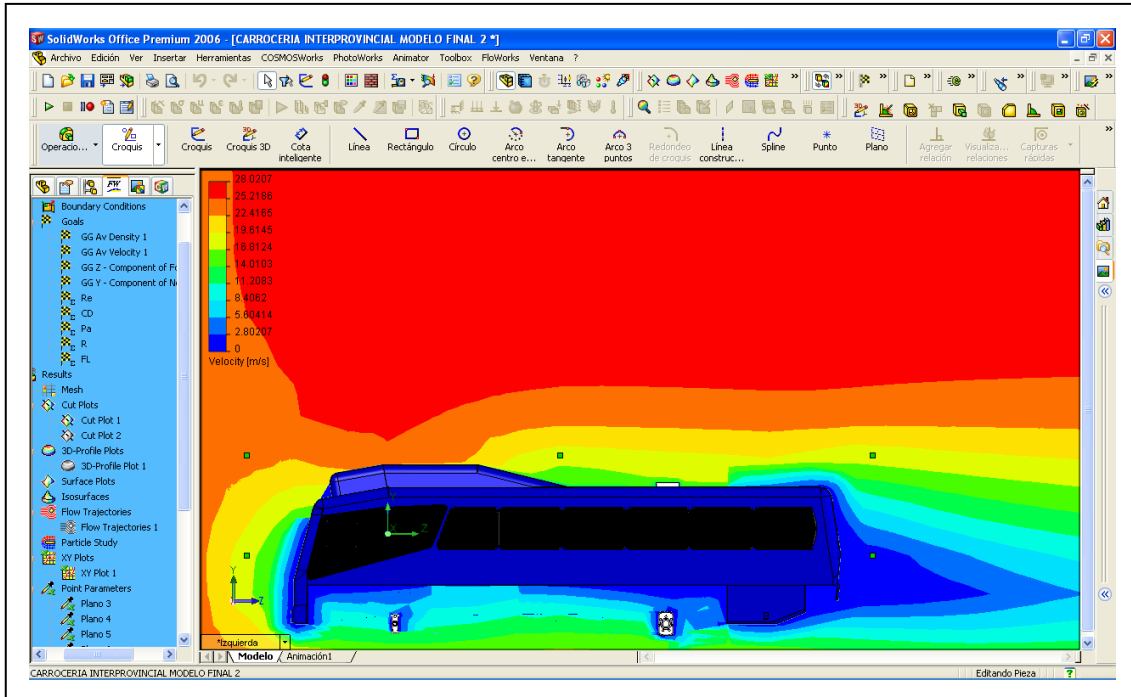 SolidWorks Office Premium 2006 - [CARROCERIA INTERPROVINCIAL MODELO FINAL 2 *]
Archivo Edición Ver Insertar Herramientas COSMOSWorks PhotoWorks Animator Toolbox FloWorks Ventana ?
Operacio... Croquis Croquis Croquis 3D Cota inteligente Línea Rectángulo Círculo Arco centro e... Arco tangente Arco 3 puntos Redondeo de croquis Línea construc... Spline Punto Plano Agregar relación Visualiza... relaciones Capturas rápidas
Boundary Conditions
Goals
GG Av Density 1
GG Av Velocity 1
GG Z - Component of Fo
GG Y - Component of No
Re
CD
Pa
R
FL
Results
Mesh
Cut Plots
Cut Plot 1
Cut Plot 2
3D-Profile Plots
3D-Profile Plot 1
Surface Plots
Isosurfaces
Flow Trajectories
Flow Trajectories 1
Particle Study
XY Plots
XY Plot 1
Point Parameters
Plano 3
Plano 4
Plano 5
28.0207
25.2186
22.4165
19.6145
16.8124
14.0103
11.2083
8.4062
5.60414
2.80207
0
Velocity [m/s]
Y
X
Z
Y
Z
*Izquierda
Modelo Animación1
CARROCERIA INTERPROVINCIAL MODELO FINAL 2
Editando Pieza